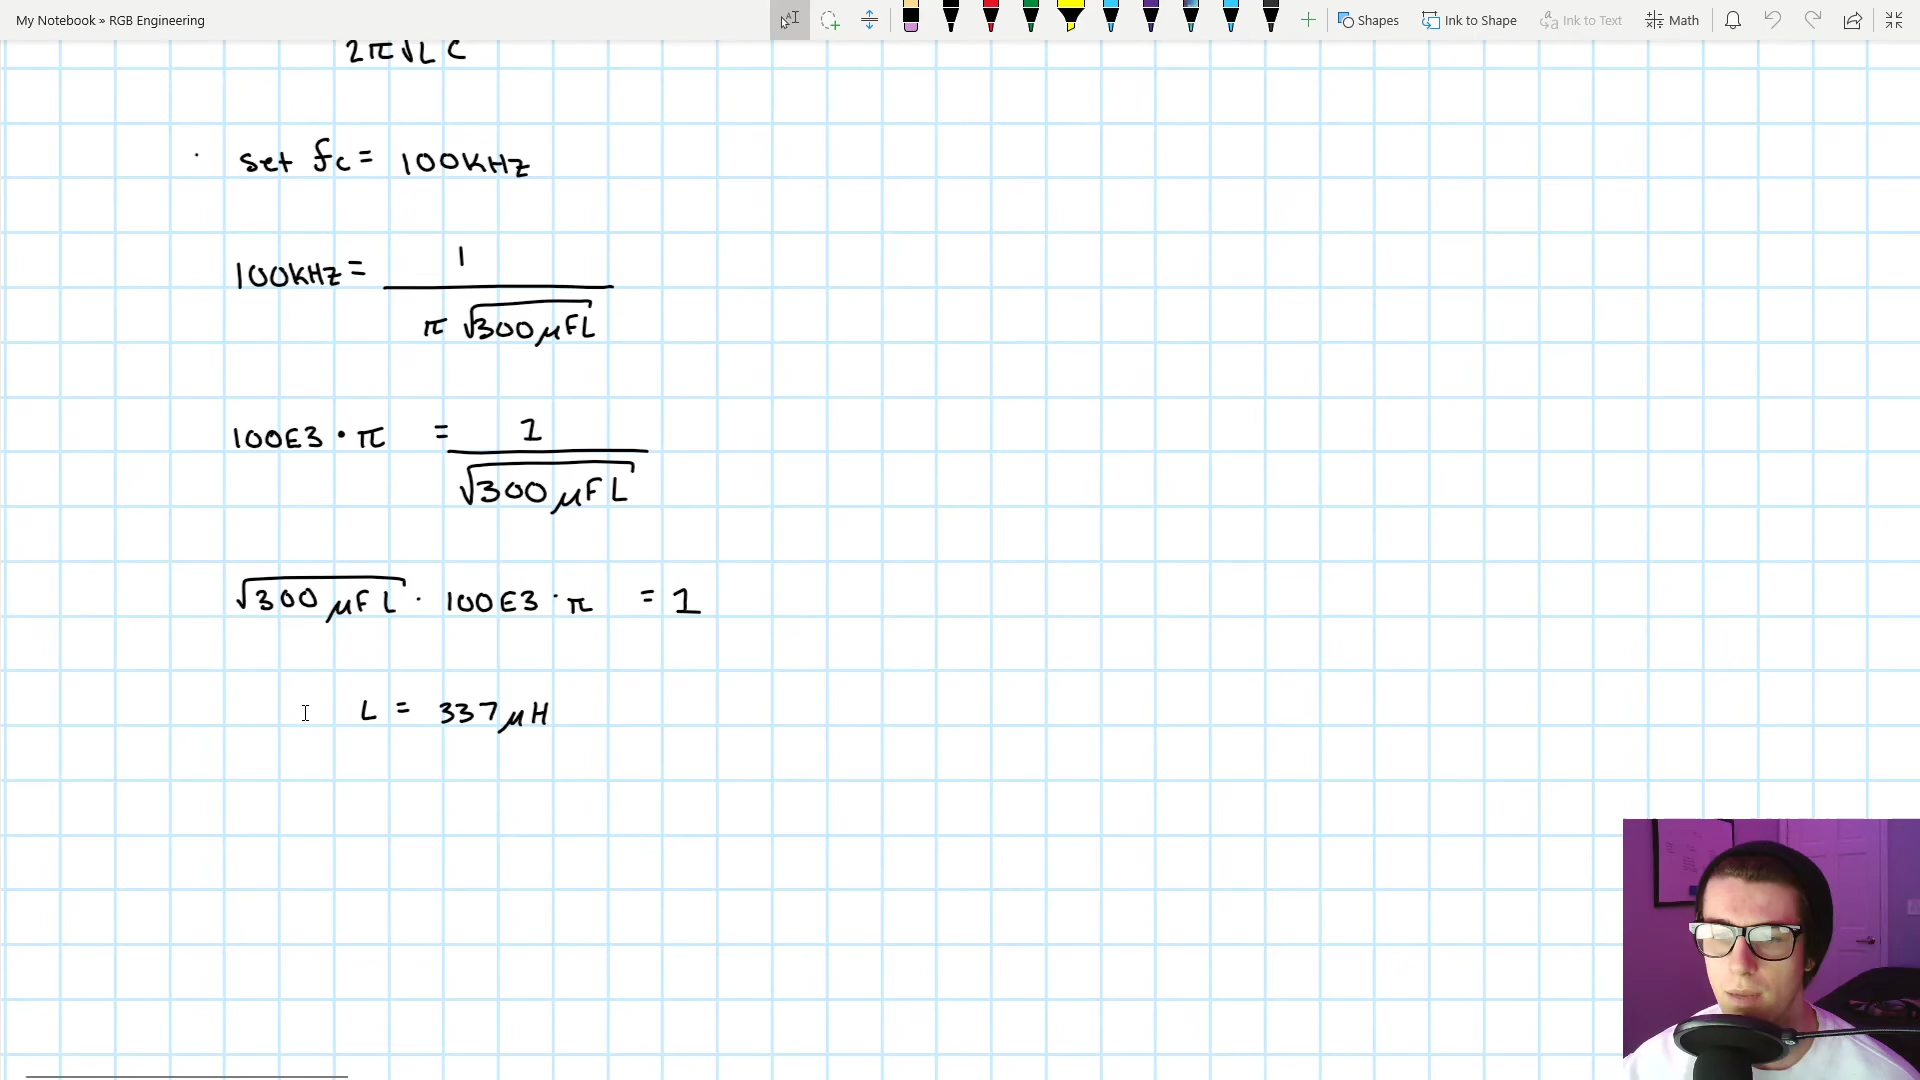 My Notebook » RGB Engineering
Shapes
Ink to Shape
Ink to Text
Math
2π√L C
set fc = 100KHz
100KHz = 1
π √300μFL
100E3 · π = 1
√300μFL
√300μFL · 100E3 · π = 1
L = 337μH